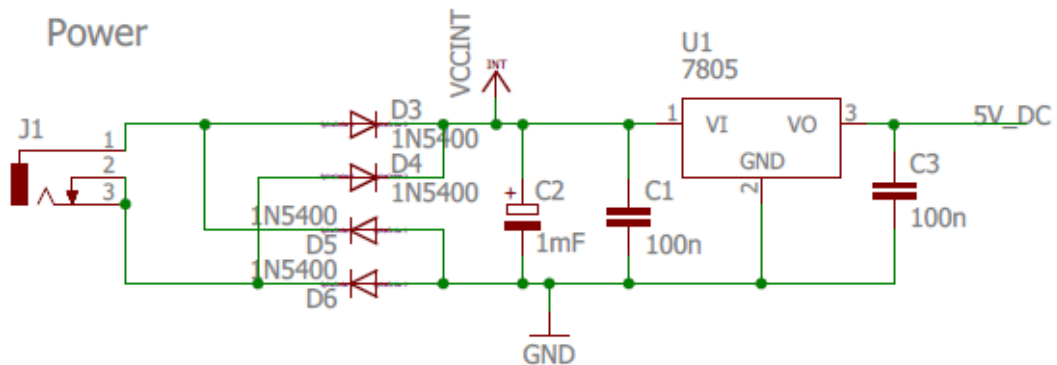 Power
J1
1
2
3
D3
1N5400
D4
1N5400
1N5400
D5
1N5400
D6
VCCINT
INT
+
C2
1mF
C1
100n
U1
7805
1
VI
VO
3
GND
2
5V_DC
C3
100n
GND